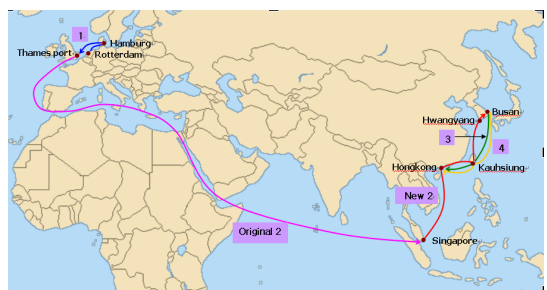 1
Hamburg
Thames port
Rotterdam
Busan
Hwangyang
3
4
Hongkong
Kauhsiung
New 2
Original 2
Singapore